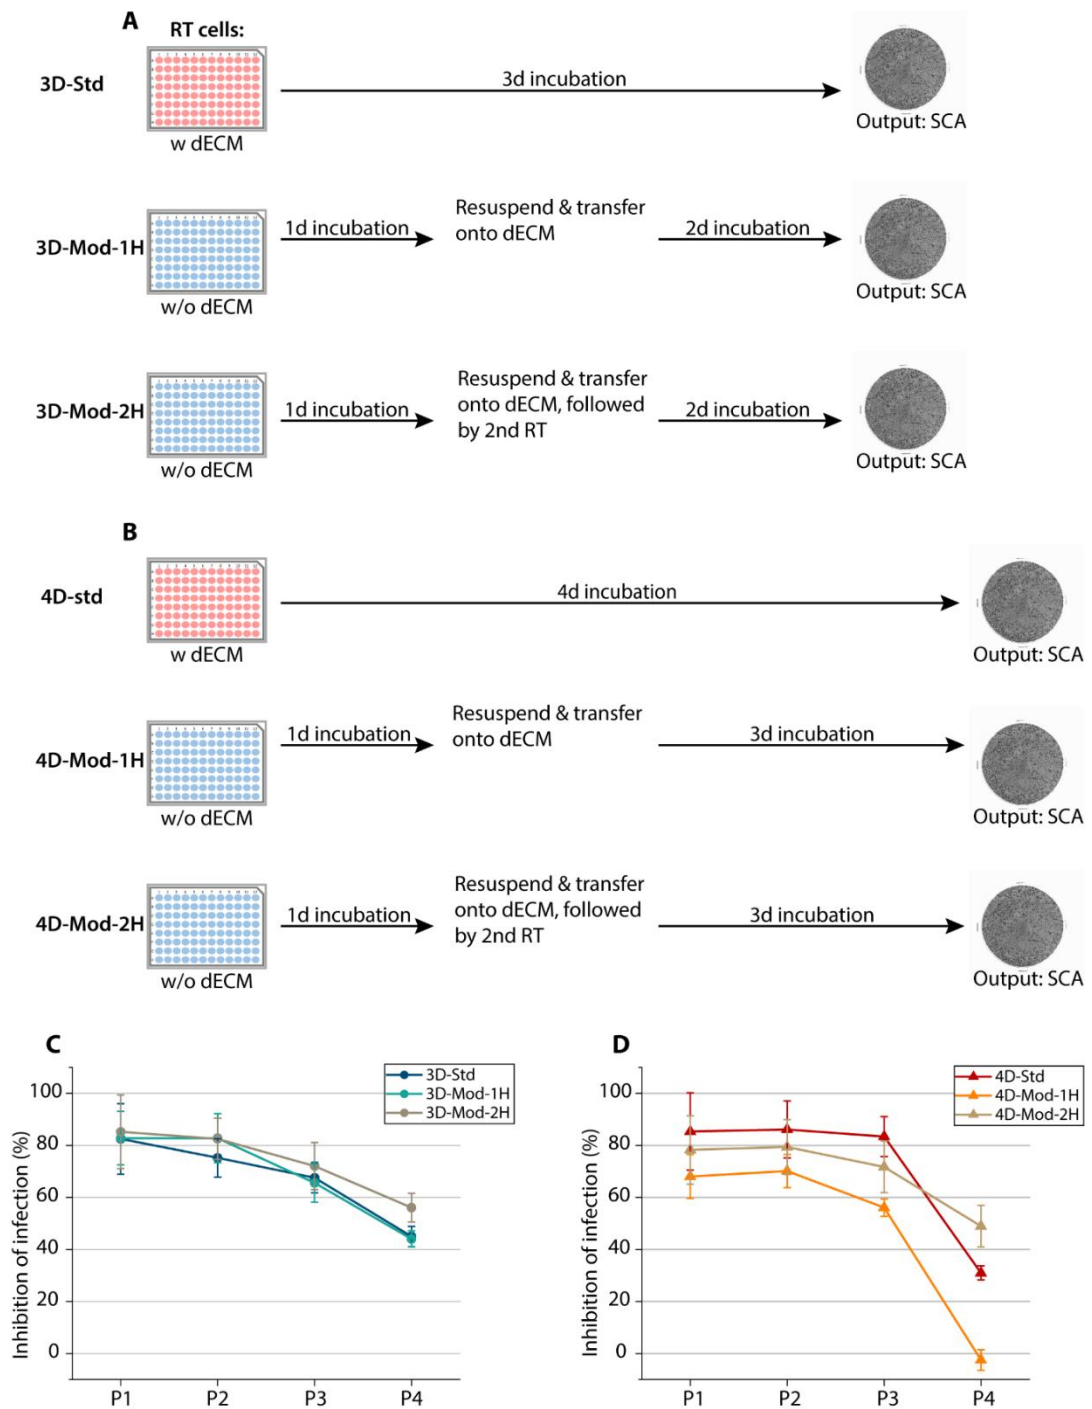 A
RT cells:
3D-Std
w dECM
3d incubation
Output: SCA
3D-Mod-1H
w/o dECM
1d incubation
Resuspend & transfer
onto dECM
2d incubation
Output: SCA
3D-Mod-2H
w/o dECM
1d incubation
Resuspend & transfer
onto dECM, followed
by 2nd RT
2d incubation
Output: SCA
B
4D-std
w dECM
4d incubation
Output: SCA
4D-Mod-1H
w/o dECM
1d incubation
Resuspend & transfer
onto dECM
3d incubation
Output: SCA
4D-Mod-2H
w/o dECM
1d incubation
Resuspend & transfer
onto dECM, followed
by 2nd RT
3d incubation
Output: SCA
C
3D-Std
3D-Mod-1H
3D-Mod-2H
Inhibition of infection (%)
100
80
60
40
20
0
P1 P2 P3 P4
D
4D-Std
4D-Mod-1H
4D-Mod-2H
Inhibition of infection (%)
100
80
60
40
20
0
P1 P2 P3 P4